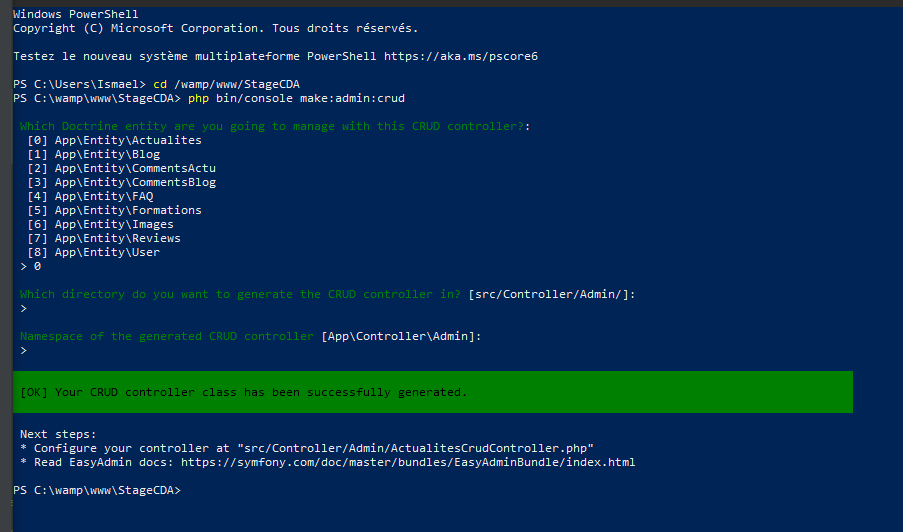 Windows PowerShell
Copyright (C) Microsoft Corporation. Tous droits réservés.
Testez le nouveau système multiplateforme PowerShell https://aka.ms/pscore6
PS C:\Users\Ismael> cd /wamp/www/StageCDA
PS C:\wamp\www\StageCDA> php bin/console make:admin:crud
Which Doctrine entity are you going to manage with this CRUD controller?:
[0] App\Entity\Actualites
[1] App\Entity\Blog
[2] App\Entity\CommentsActu
[3] App\Entity\CommentsBlog
[4] App\Entity\FAQ
[5] App\Entity\Formations
[6] App\Entity\Images
[7] App\Entity\Reviews
[8] App\Entity\User
> 0
Which directory do you want to generate the CRUD controller in? [src/Controller/Admin/]:
>
Namespace of the generated CRUD controller [App\Controller\Admin]:
>
[OK] Your CRUD controller class has been successfully generated.
Next steps:
* Configure your controller at "src/Controller/Admin/ActualitesCrudController.php"
* Read EasyAdmin docs: https://symfony.com/doc/master/bundles/EasyAdminBundle/index.html
PS C:\wamp\www\StageCDA>